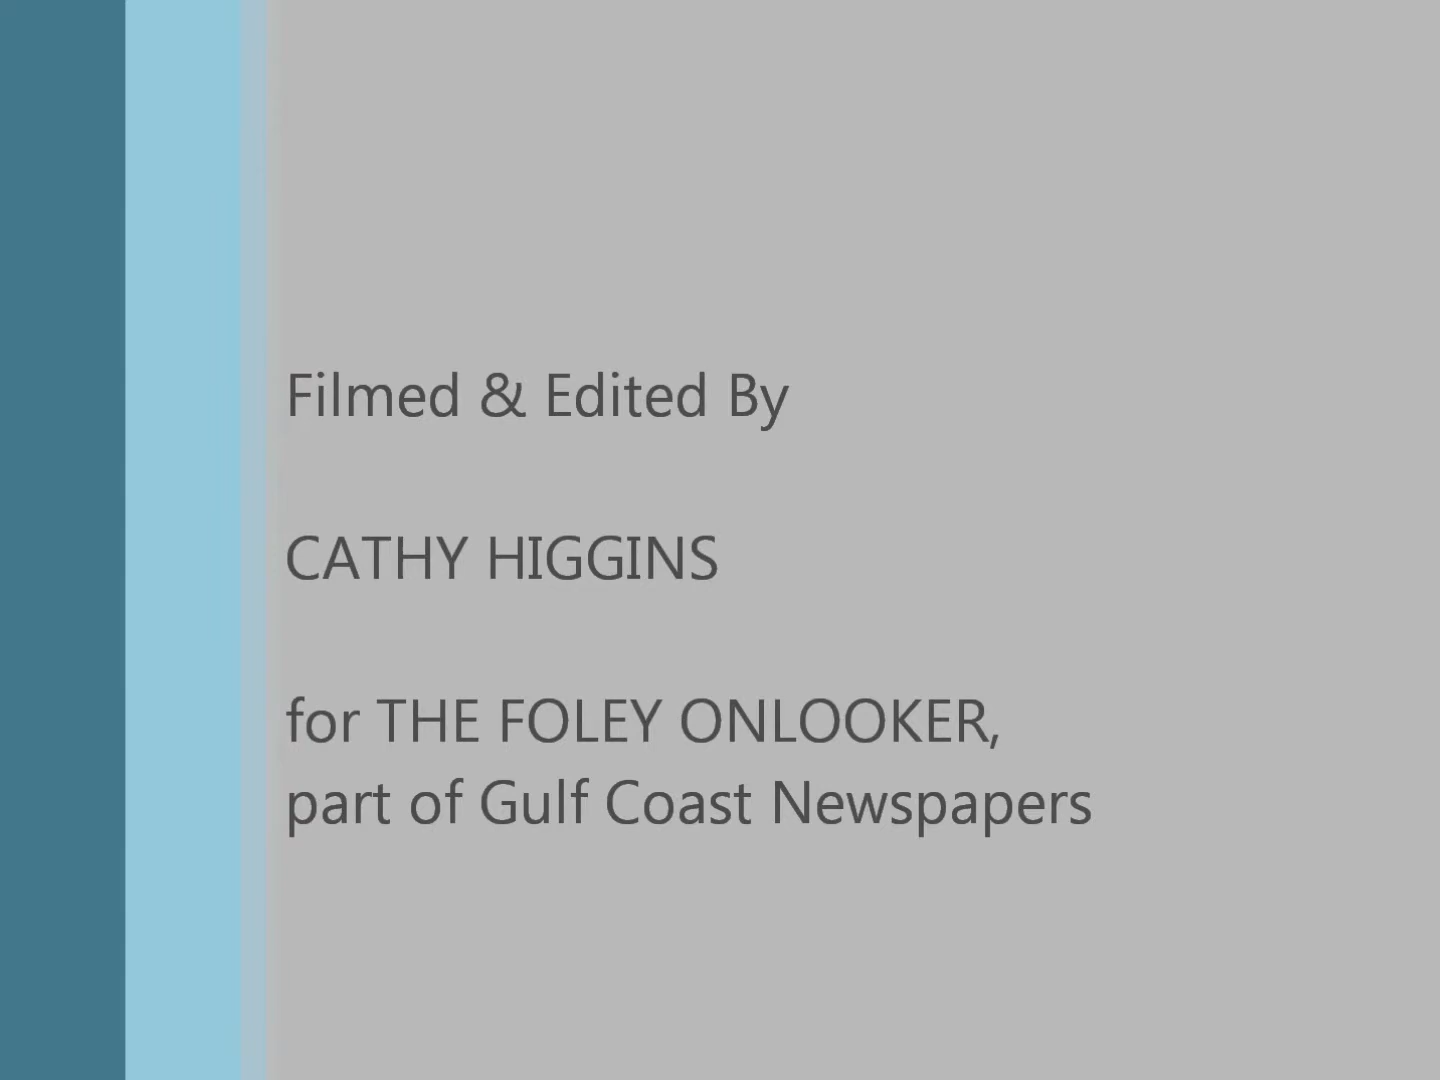 Filmed & Edited By
CATHY HIGGINS
for THE FOLEY ONLOOKER,
part of Gulf Coast Newspapers